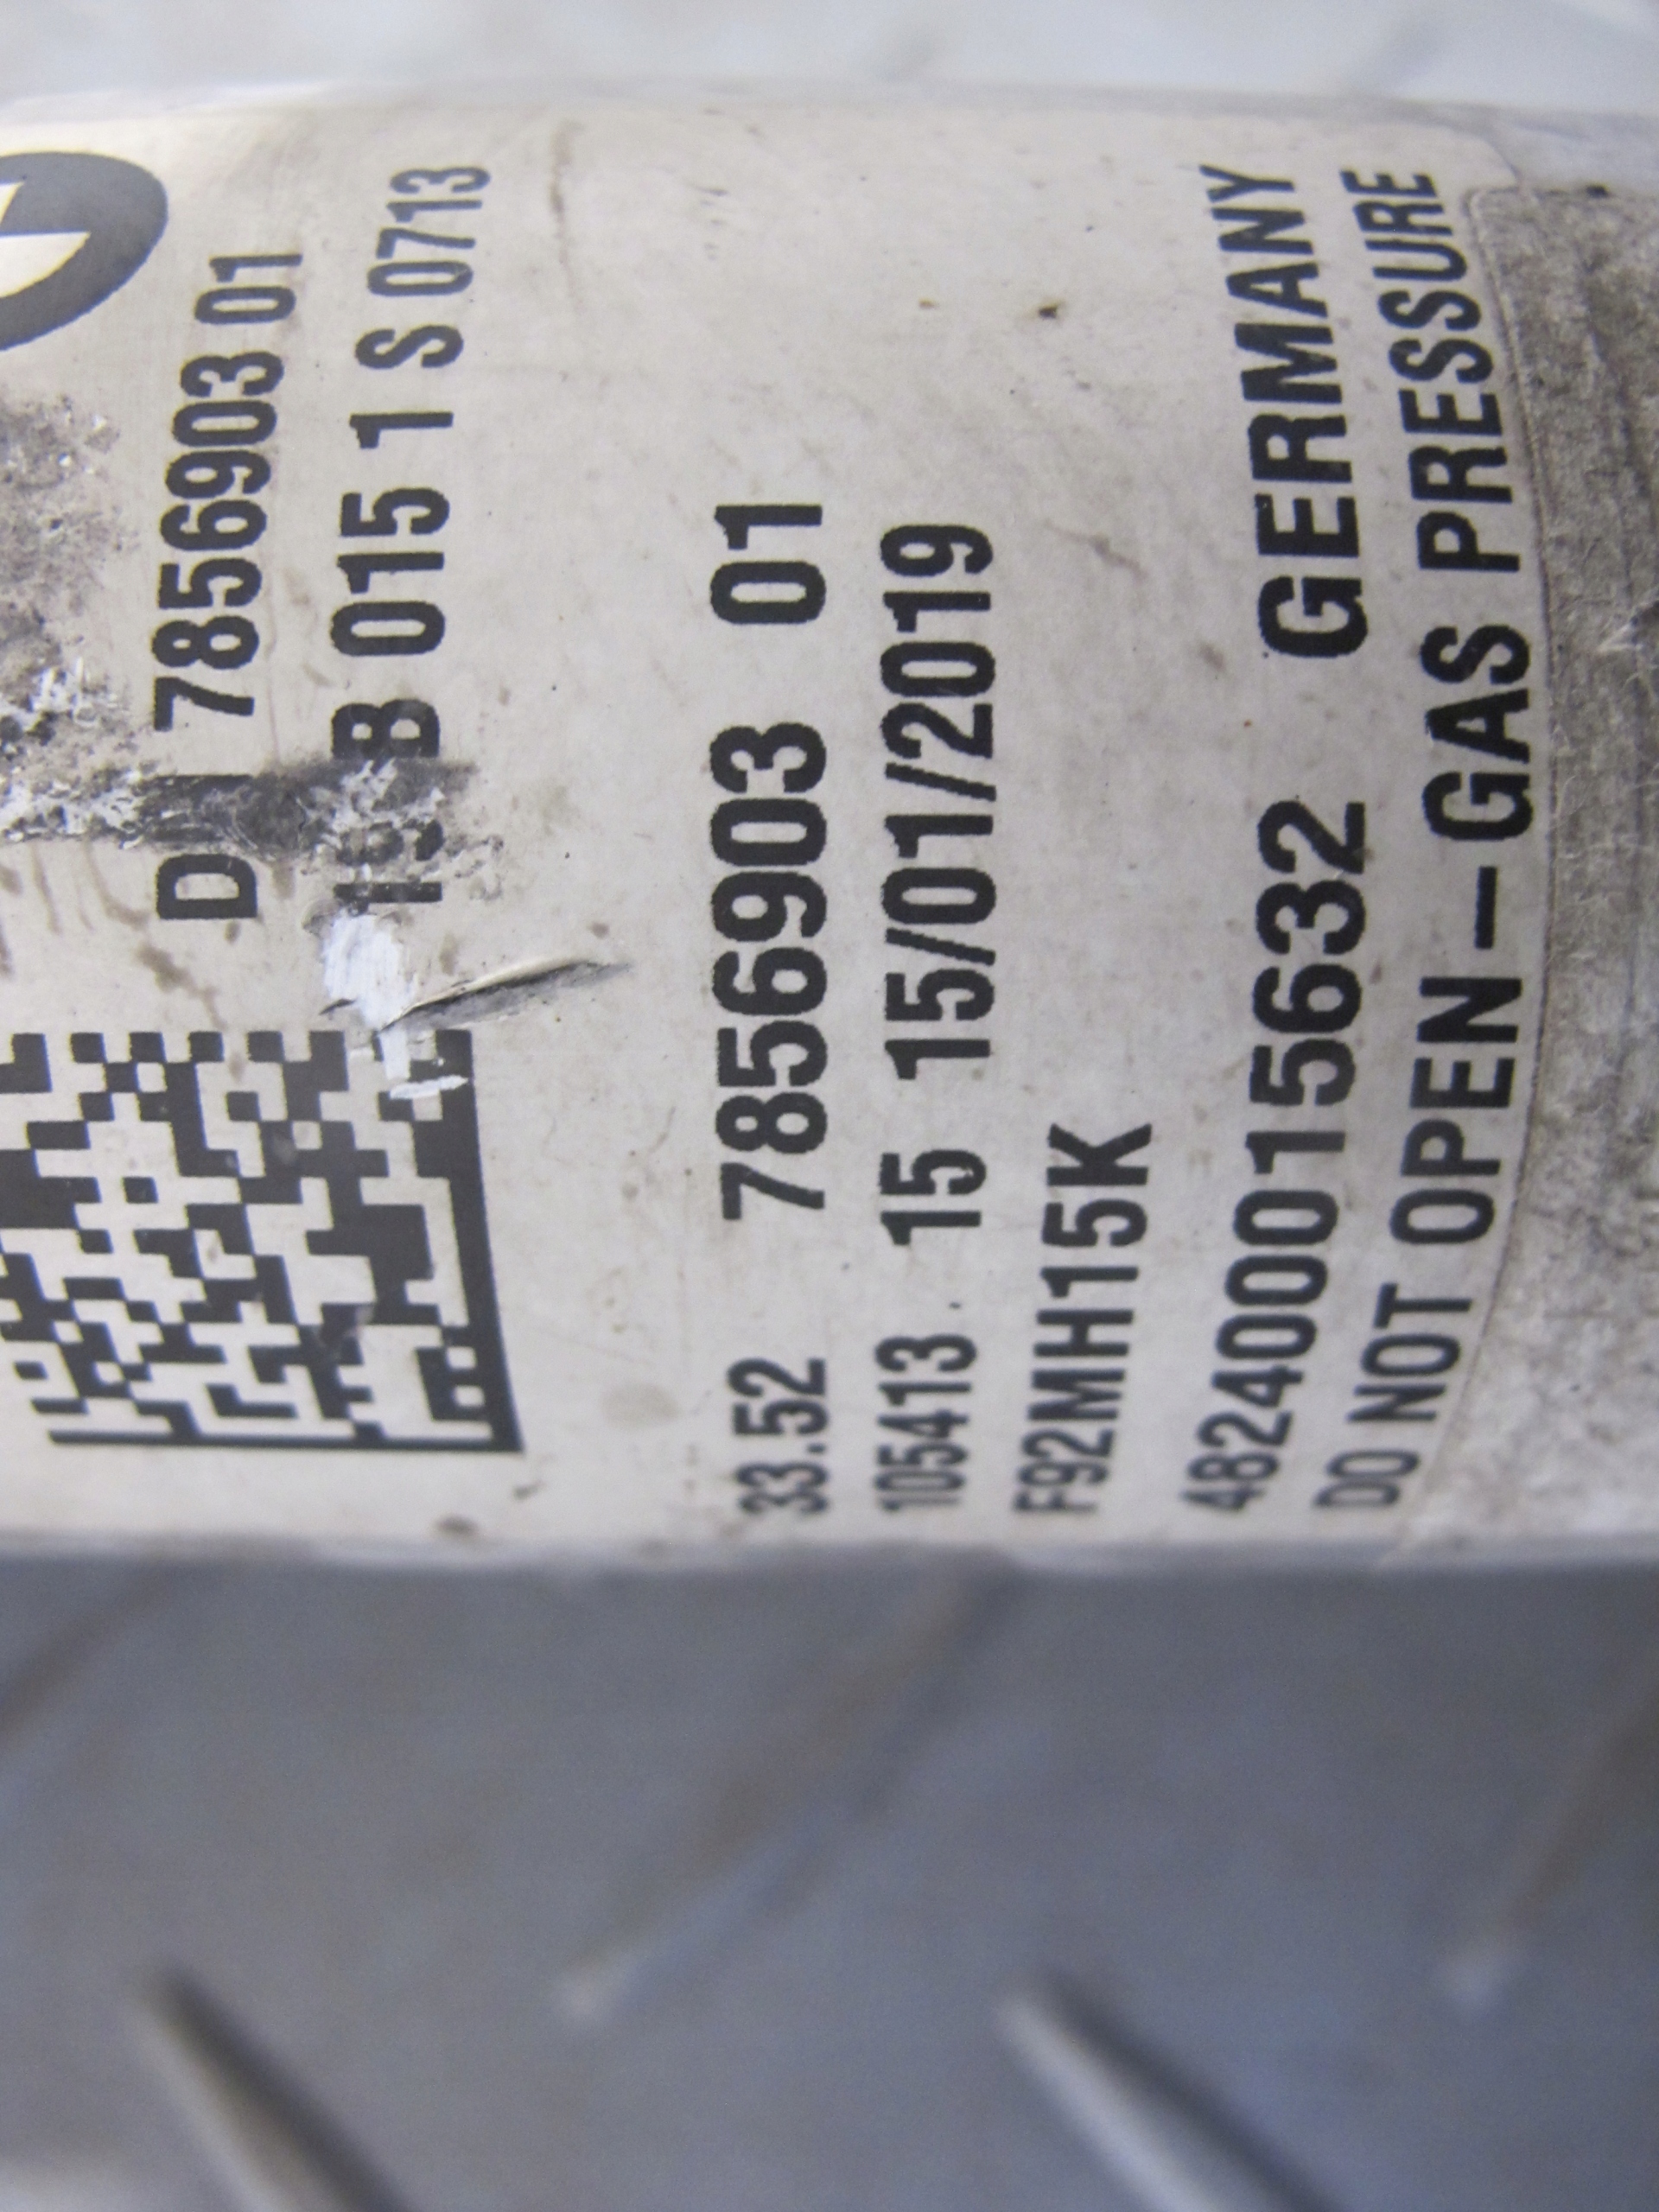 7856903 01
B 015 1 S 0713
33.52 7856903 01
105413 15 15/01/2019
F92MH15K
482400015632 GERMANY
DO NOT OPEN — GAS PRESSURE